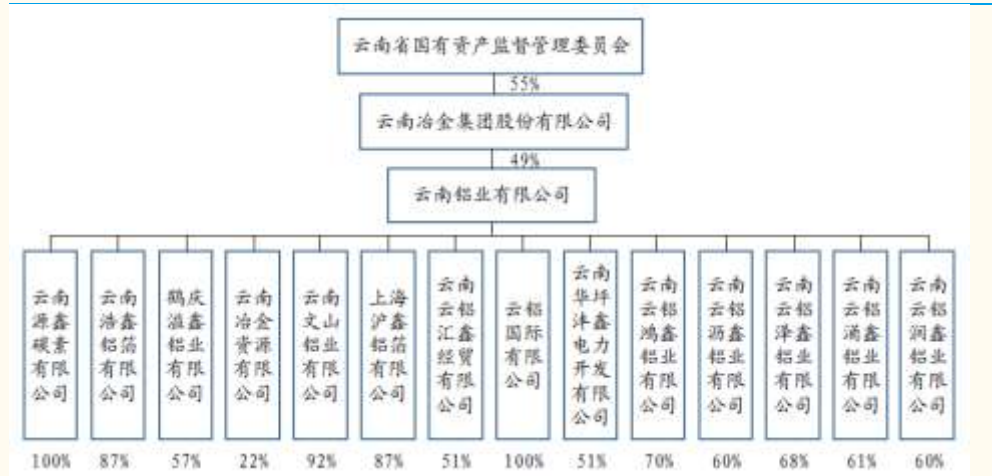 云南省国有资产监督管理委员会
55%
云南冶金集团股份有限公司
49%
云南铝业有限公司
云南
源鑫
碳素
有限
公司
云南
浩鑫
铝箔
有限
公司
鹤庆
溢鑫
铝业
有限
公司
云南
冶金
资源
有限
公司
云南
文山
铝业
有限
公司
上海
沪鑫
铝箔
有限
公司
云南
云铝
汇鑫
经贸
有限
公司
云铝
国际
有限
公司
云南
华坪
沣鑫
电力
开发
有限
公司
云南
云铝
鸿鑫
铝业
有限
公司
云南
云铝
沥鑫
铝业
有限
公司
云南
云铝
泽鑫
铝业
有限
公司
云南
云铝
涌鑫
铝业
有限
公司
云南
云铝
润鑫
铝业
有限
公司
100% 87% 57% 22% 92% 87% 51% 100% 51% 70% 60% 68% 61% 60%